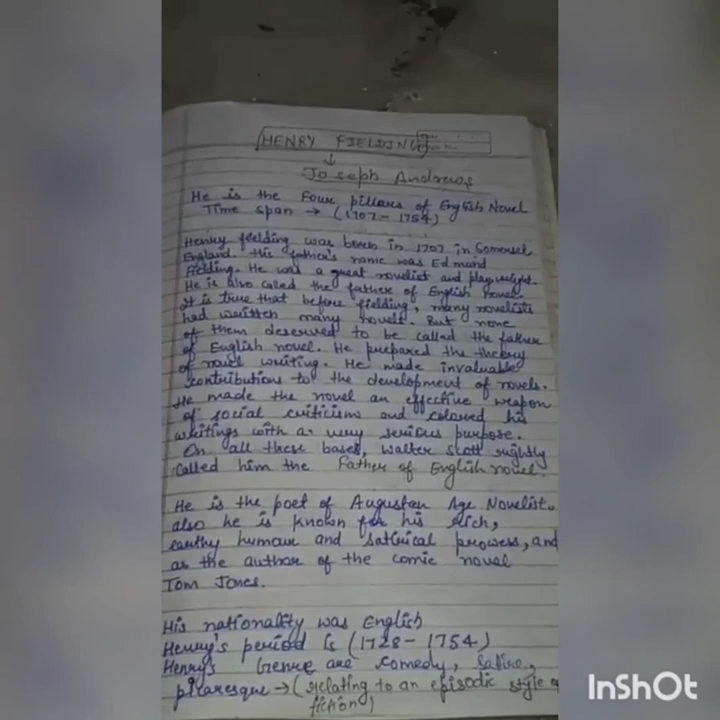 HENRY FIELDING
↓
Joseph Andrews
He is the Four pillars of English Novel
Time span → (1707 - 1754)
Henry fielding was born in 1707 in Somerset
England. His father's name was Edmund
Fielding. He was a great novelist and playwright.
He is also called the father of English novel.
It is true that before fielding, many novelists
had written many novels. But none
of them deserved to be called the father
of English novel. He prepared the theory
of novel writing. He made invaluable
contributions to the development of novels.
He made the novel an effective weapon
of social criticism and colored his
writings with a very serious purpose.
On all these bases, walter Scott rightly
called him the Father of English novel.
He is the poet of Augustan Age Novelist.
also he is known for his rich,
earthy humour and satirical prowess, and
as the author of the comic novel
Tom Jones.
His nationality was English
Henry's period is (1728 - 1754)
Henry's Genre are comedy, Satire,
picaresque → (relating to an episodic style of
fiction)
InShOt